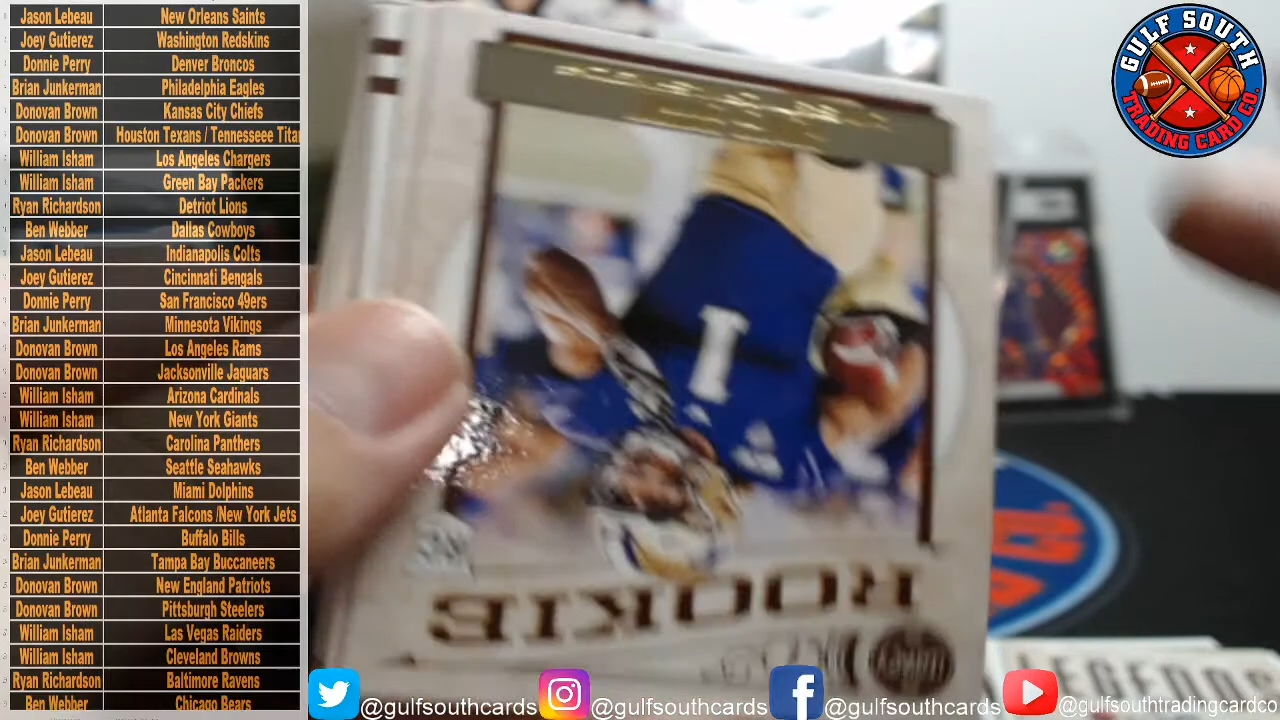 Jason Lebeau New Orleans Saints
Joey Gutierez Washington Redskins
Donnie Perry Denver Broncos
Brian Junkerman Philadelphia Eagles
Donovan Brown Kansas City Chiefs
Donovan Brown Houston Texans / Tennesseee Titan
William Isham Los Angeles Chargers
William Isham Green Bay Packers
Ryan Richardson Detriot Lions
Ben Webber Dallas Cowboys
Jason Lebeau Indianapolis Colts
Joey Gutierez Cincinnati Bengals
Donnie Perry San Francisco 49ers
Brian Junkerman Minnesota Vikings
Donovan Brown Los Angeles Rams
Donovan Brown Jacksonville Jaguars
William Isham Arizona Cardinals
William Isham New York Giants
Ryan Richardson Carolina Panthers
Ben Webber Seattle Seahawks
Jason Lebeau Miami Dolphins
Joey Gutierez Atlanta Falcons /New York Jets
Donnie Perry Buffalo Bills
Brian Junkerman Tampa Bay Buccaneers
Donovan Brown New England Patriots
Donovan Brown Pittsburgh Steelers
William Isham Las Vegas Raiders
William Isham Cleveland Browns
Ryan Richardson Baltimore Ravens
Ben Webber Chicago Bears
GULF SOUTH
TRADING CARD CO.
1
ROOKIES
@gulfsouthcards @gulfsouthcards @gulfsouthcards @gulfsouthtradingcardco